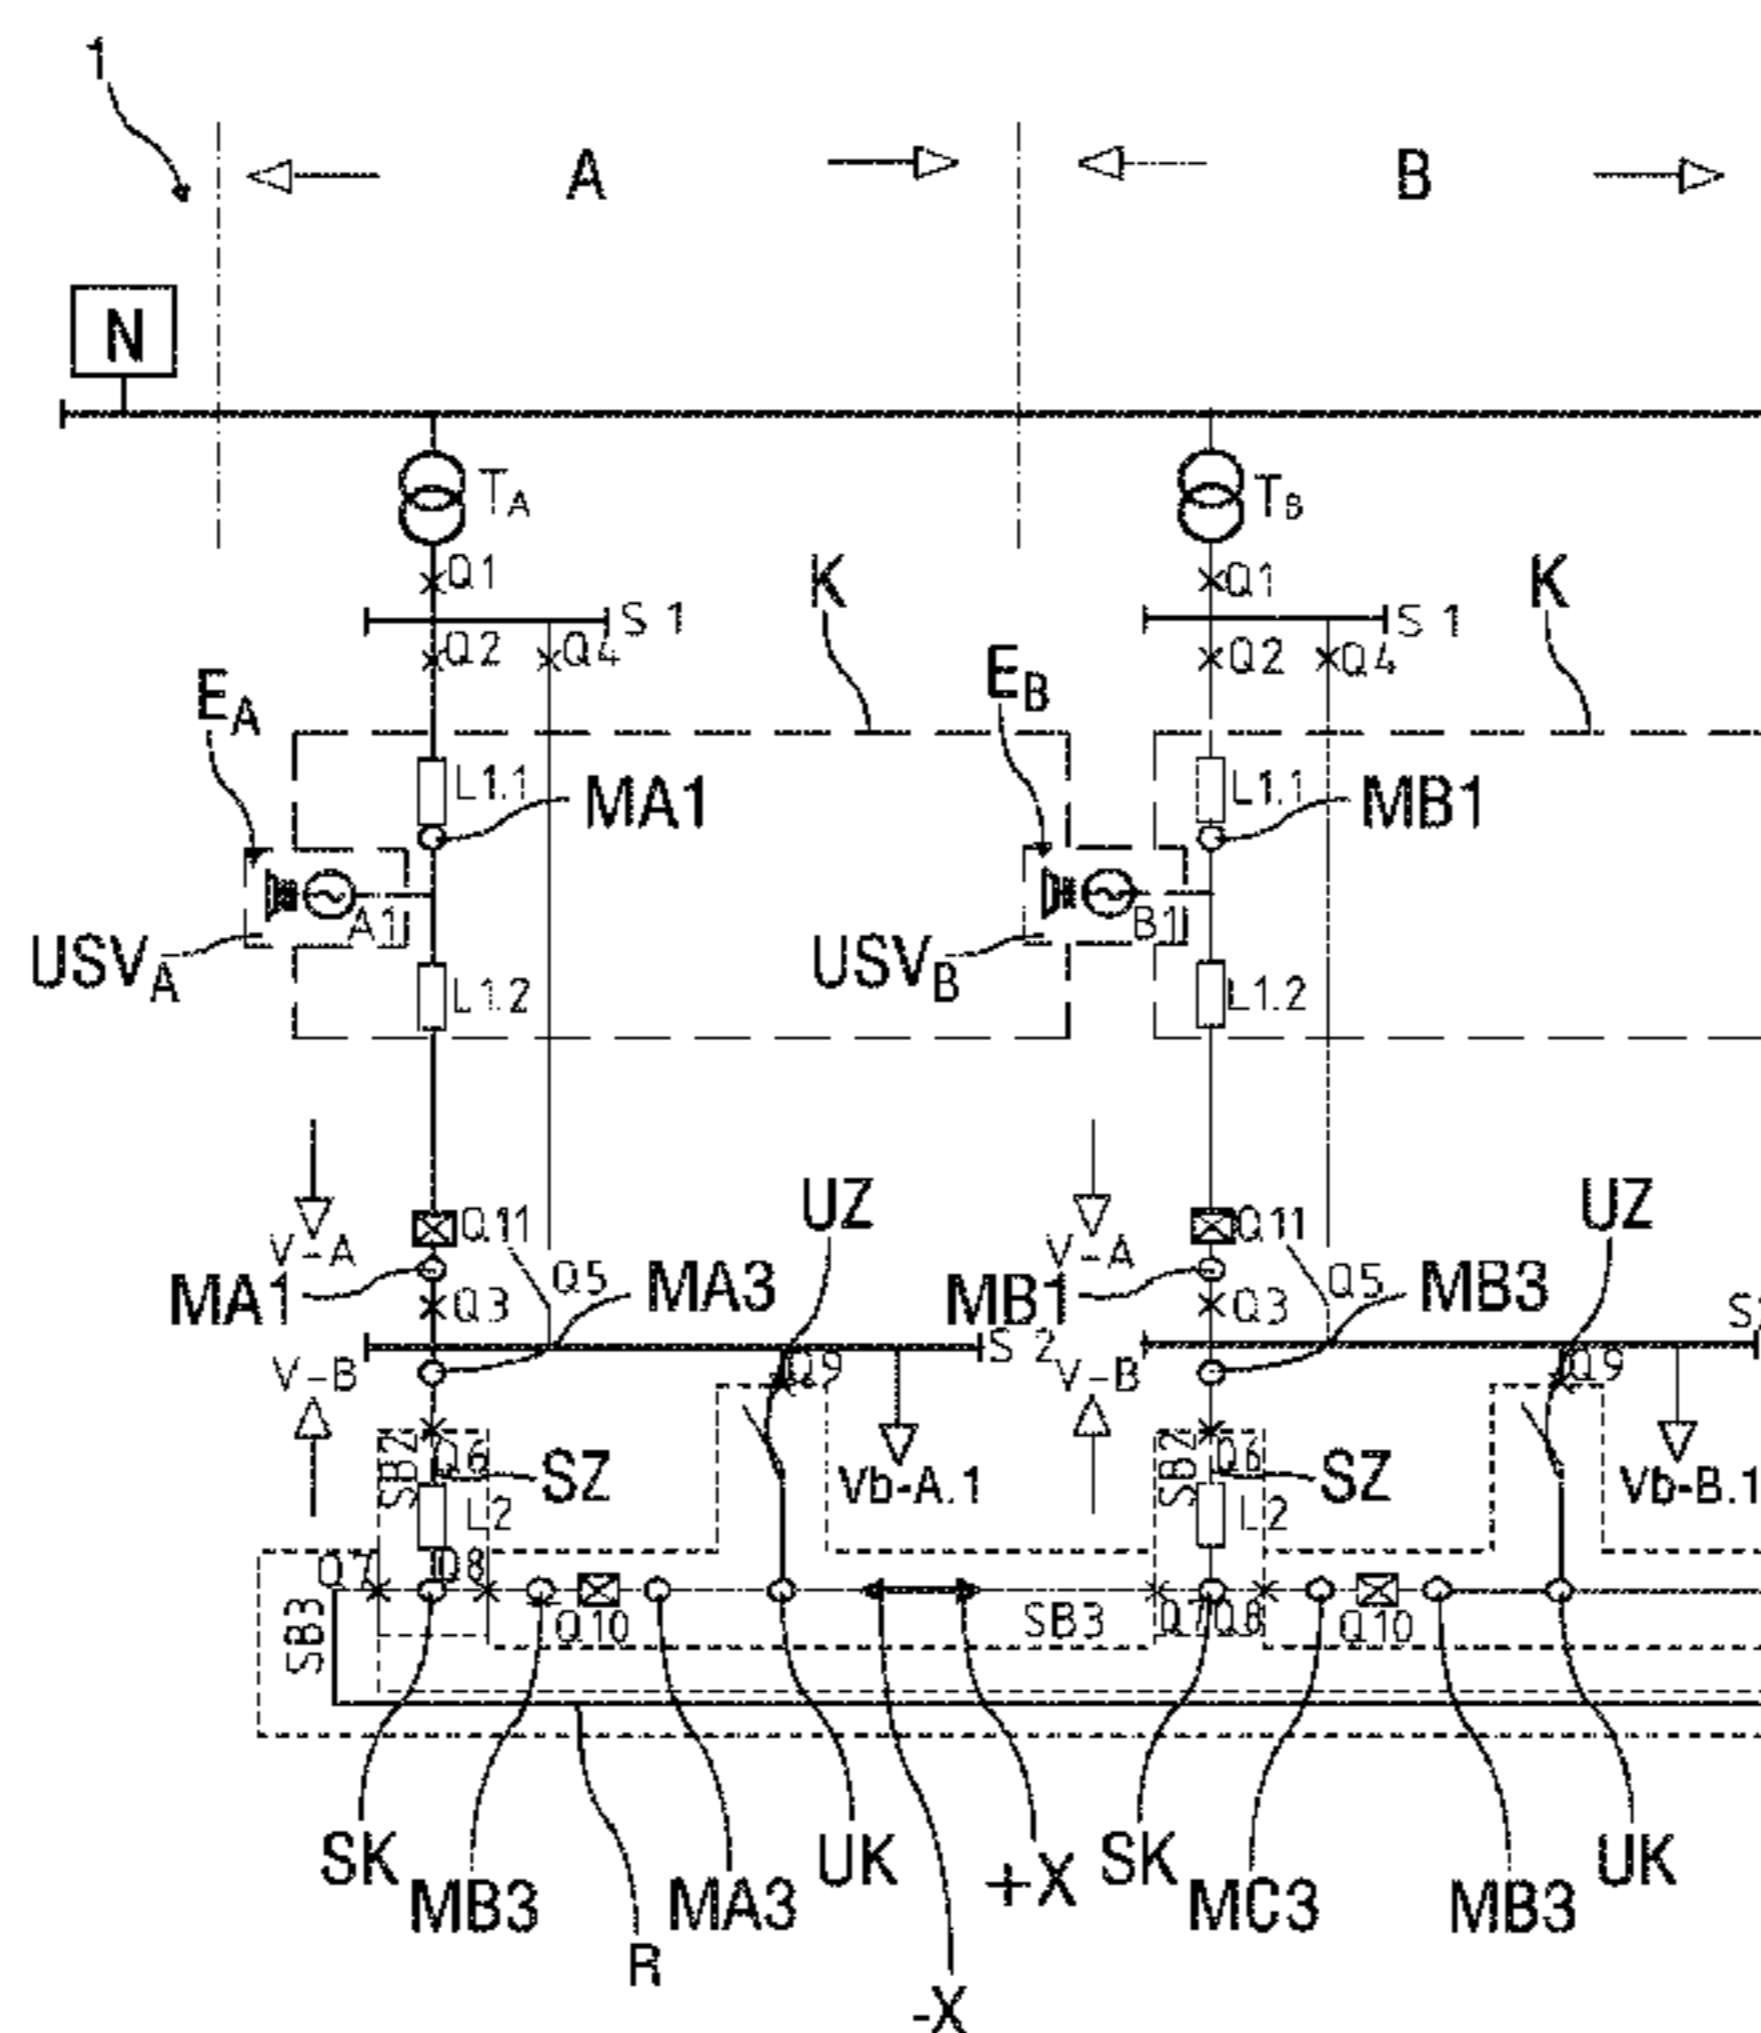 1
A B
N
TA TB
Q1 K Q1 K
S1 S1
Q2 Q4 Q2 Q4
EA EB
L1.1 MA1 L1.1 MB1
A1 B1
USVA USVB
L1.2 L1.2
UZ UZ
Q11 Q11
V-A V-A
MA1 Q3 Q5 MA3 MB1 Q3 Q5 MB3
S2 S
V-B Q9 V-B Q9
SB2 Q6 SZ Vb-A.1 SB2 Q6 SZ Vb-B.1
L2 L2
Q7 Q8
SB3 Q10 SB3 Q7 Q8 Q10
SK MB3 MA3 UK +X SK MC3 MB3 UK
R
-X